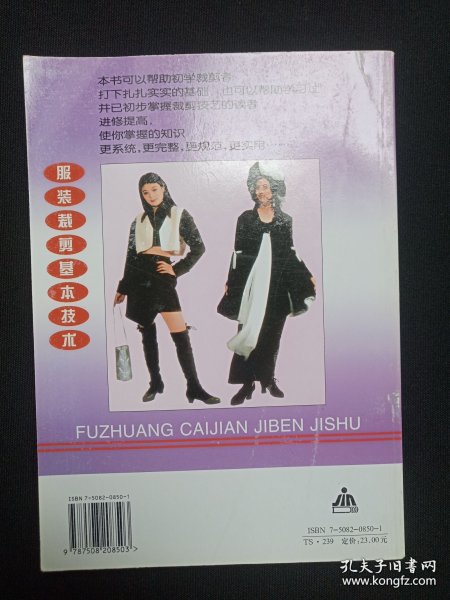 本书可以帮助初学裁剪者
打下扎扎实实的基础，也可以帮助学习过
并已初步掌握裁剪技艺的读者
进修提高，
使你掌握的知识
更系统，更完整，更规范，更实用……
服装裁剪基本技术
FUZHUANG CAIJIAN JIBEN JISHU
ISBN 7-5082-0850-1
9 787508 208503 >
ISBN 7-5082-0850-1
TS·239 定价：23.00元
孔夫子旧书网
www.kongfz.com